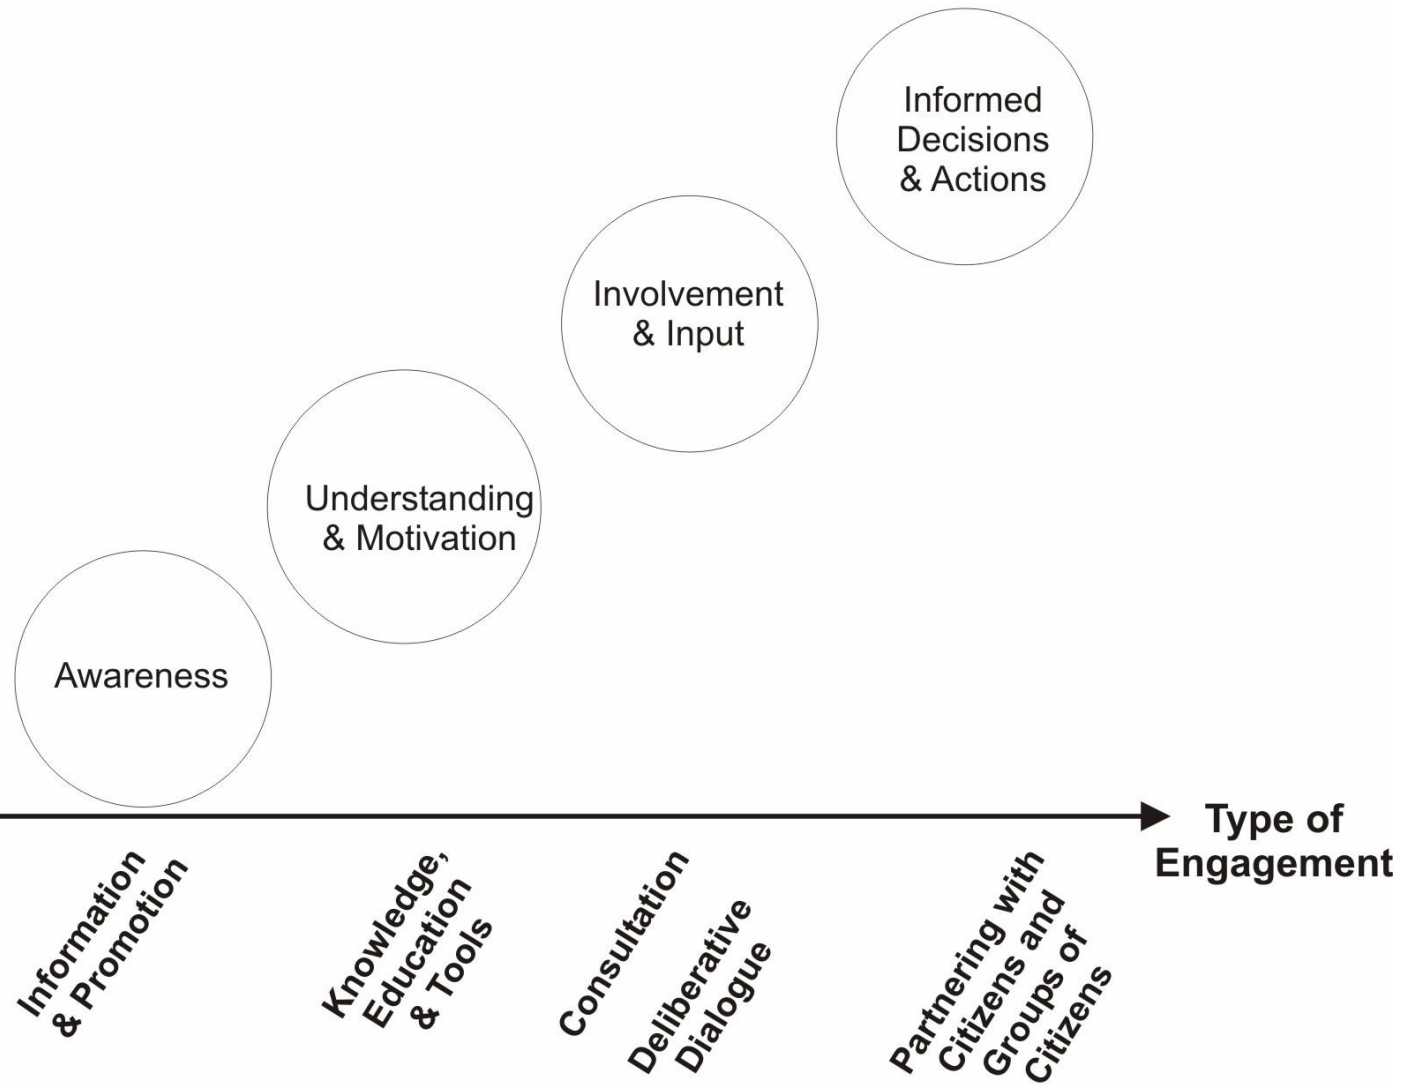 Informed
Decisions
& Actions
Involvement
& Input
Understanding
& Motivation
Awareness
Type of
Engagement
Information
& Promotion
Knowledge,
Education
& Tools
Consultation
Deliberative
Dialogue
Partnering with
Citizens and
Groups of
Citizens